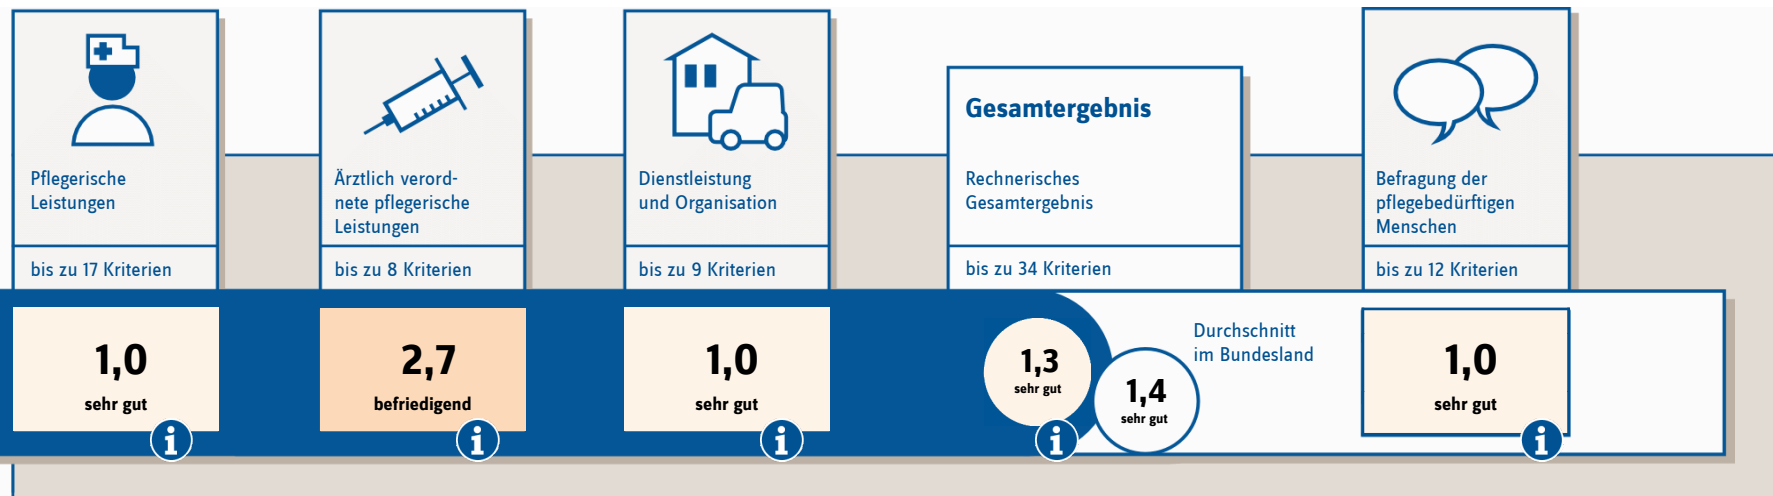 Pflegerische
Leistungen
bis zu 17 Kriterien
1,0
sehr gut
i
Ärztlich verord-
nete pflegerische
Leistungen
bis zu 8 Kriterien
2,7
befriedigend
i
Dienstleistung
und Organisation
bis zu 9 Kriterien
1,0
sehr gut
i
Gesamtergebnis
Rechnerisches
Gesamtergebnis
bis zu 34 Kriterien
1,3
sehr gut
i
Durchschnitt
im Bundesland
1,4
sehr gut
Befragung der
pflegebedürftigen
Menschen
bis zu 12 Kriterien
1,0
sehr gut
i